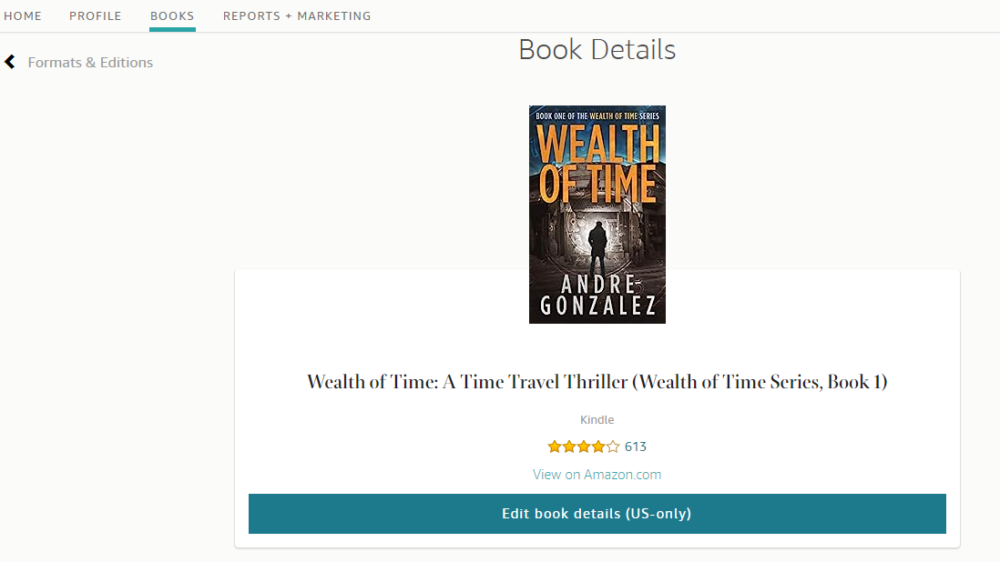 HOME PROFILE BOOKS REPORTS + MARKETING
Book Details
Formats & Editions
BOOK ONE OF THE WEALTH OF TIME SERIES
WEALTH
OF TIME
ANDRE
GONZALEZ
Wealth of Time: A Time Travel Thriller (Wealth of Time Series, Book 1)
Kindle
613
View on Amazon.com
Edit book details (US-only)